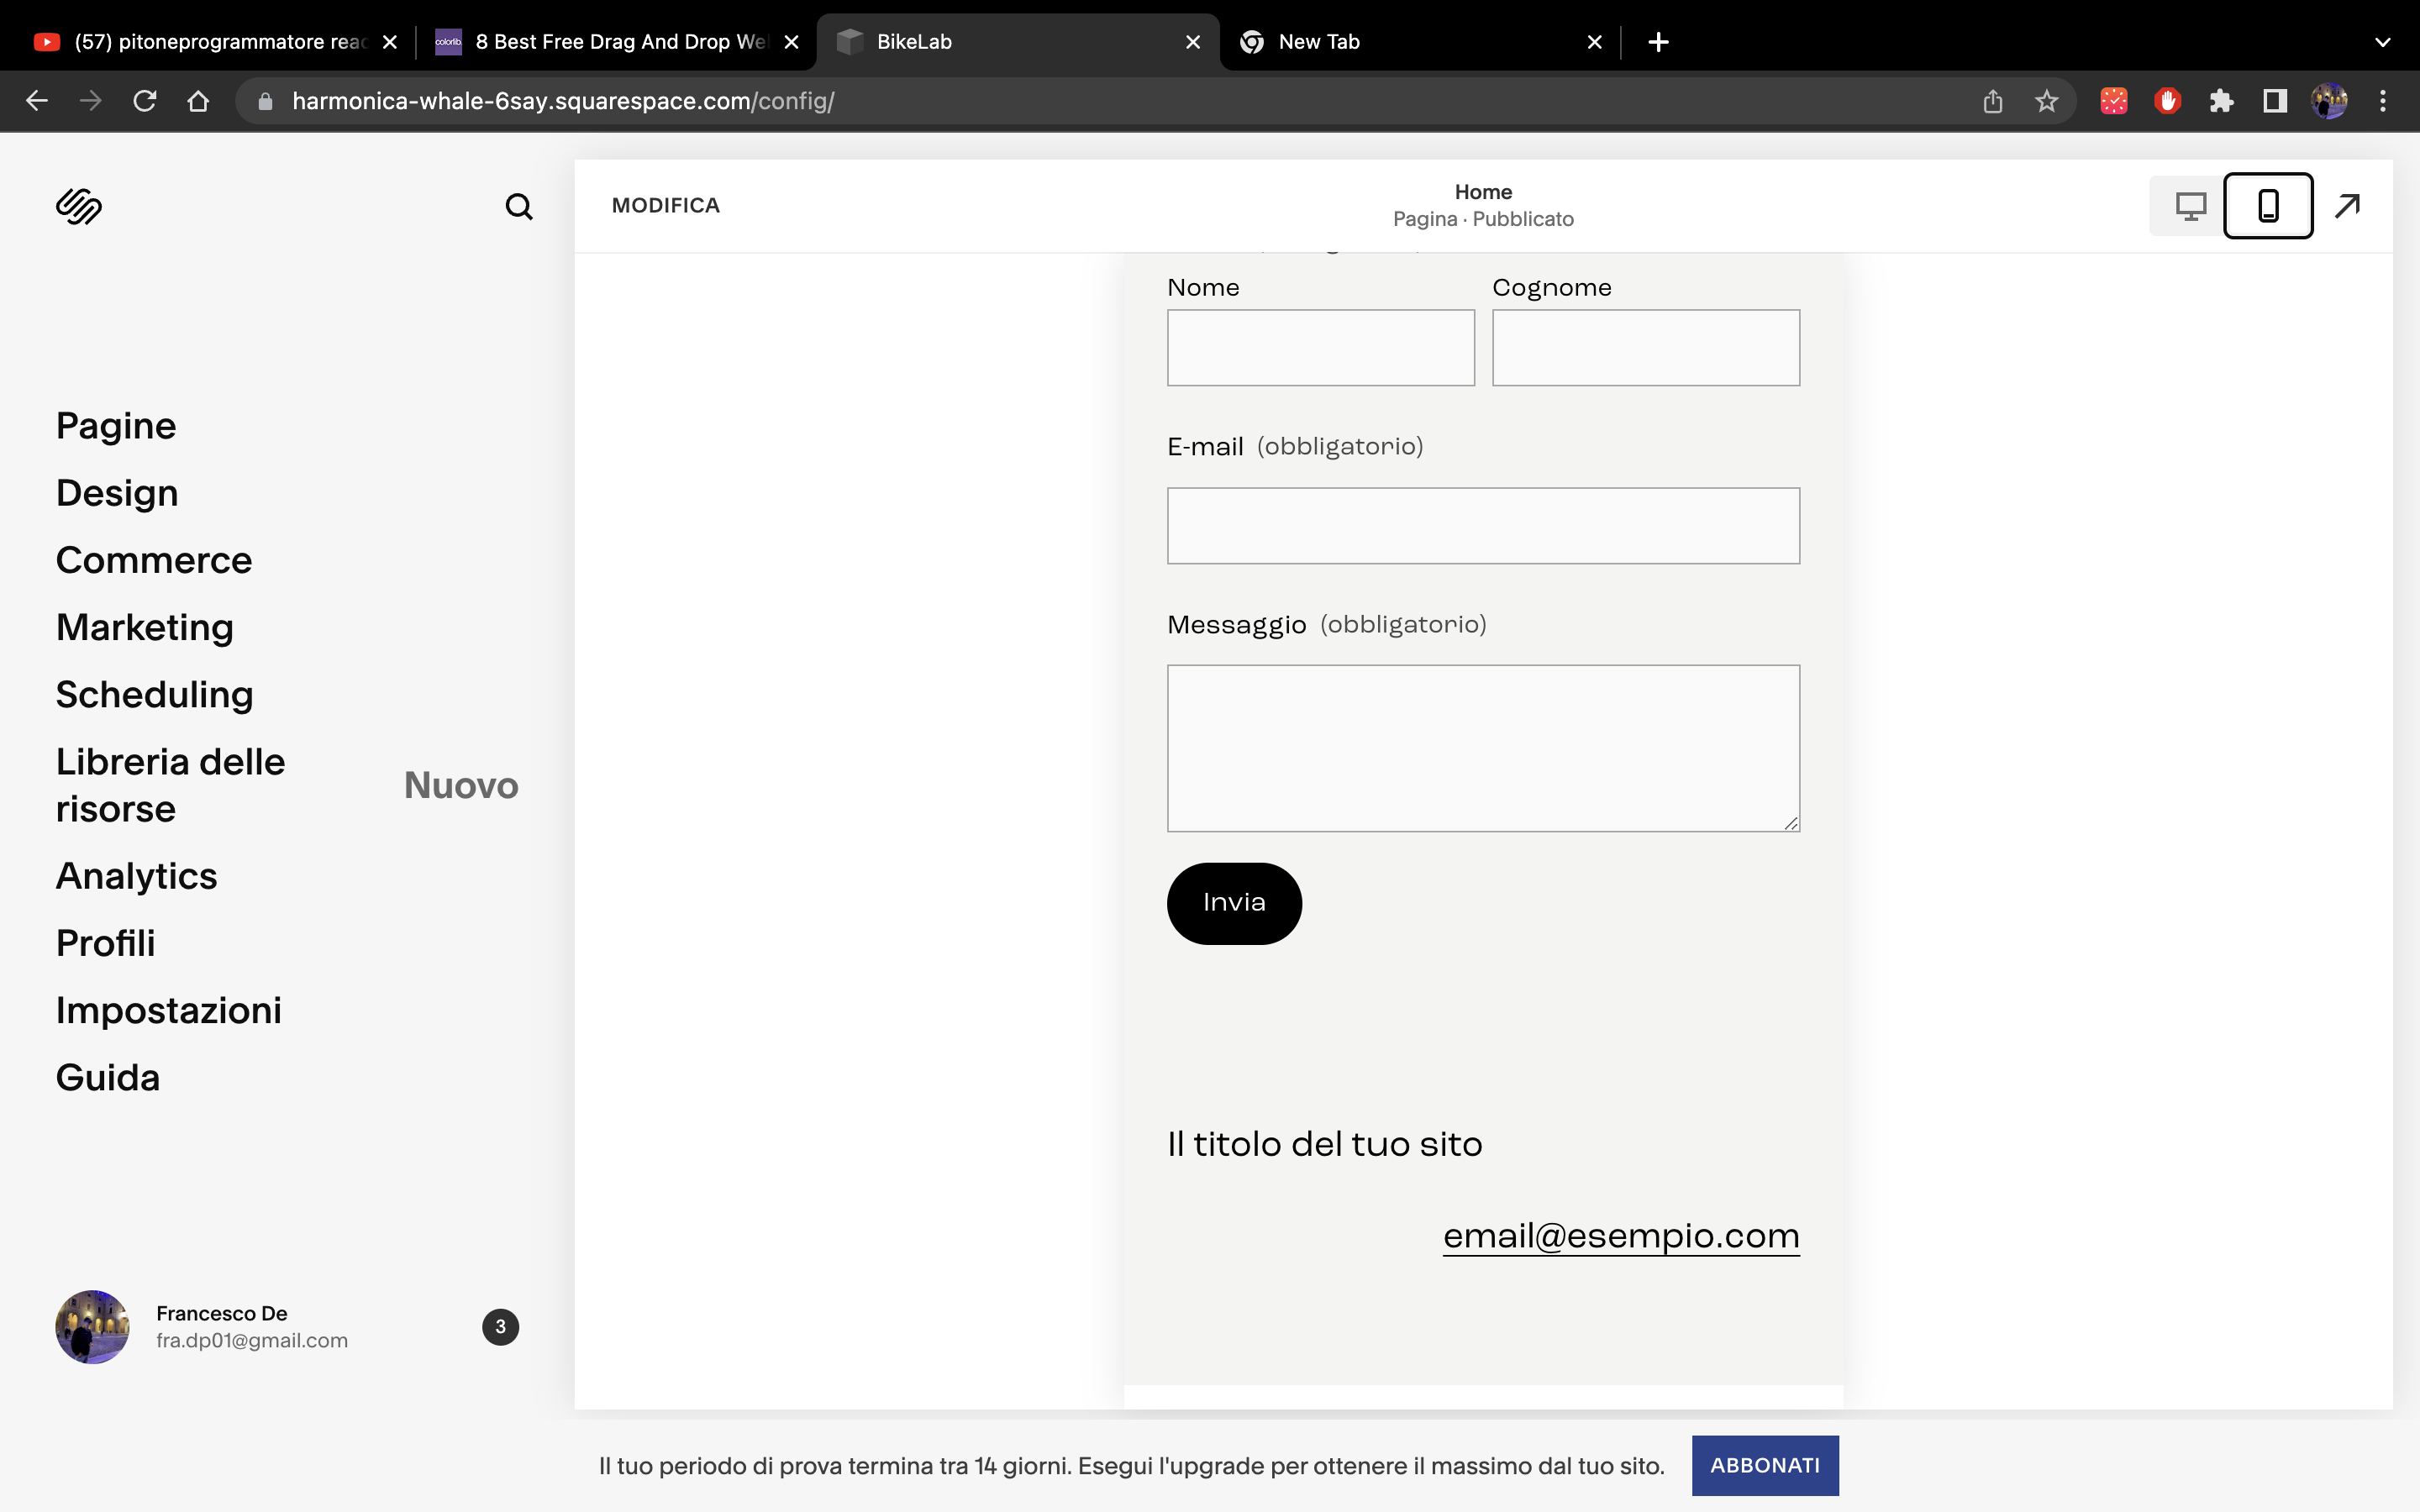 (57) pitoneprogrammatore reac
colorlib.
8 Best Free Drag And Drop We
BikeLab
New Tab
harmonica-whale-6say.squarespace.com/config/
MODIFICA
Home
Pagina · Pubblicato
Nome
Cognome
E-mail (obbligatorio)
Messaggio (obbligatorio)
Invia
Il titolo del tuo sito
email@esempio.com
Pagine
Design
Commerce
Marketing
Scheduling
Libreria delle
risorse
Nuovo
Analytics
Profili
Impostazioni
Guida
Francesco De
fra.dp01@gmail.com
3
Il tuo periodo di prova termina tra 14 giorni. Esegui l'upgrade per ottenere il massimo dal tuo sito.
ABBONATI